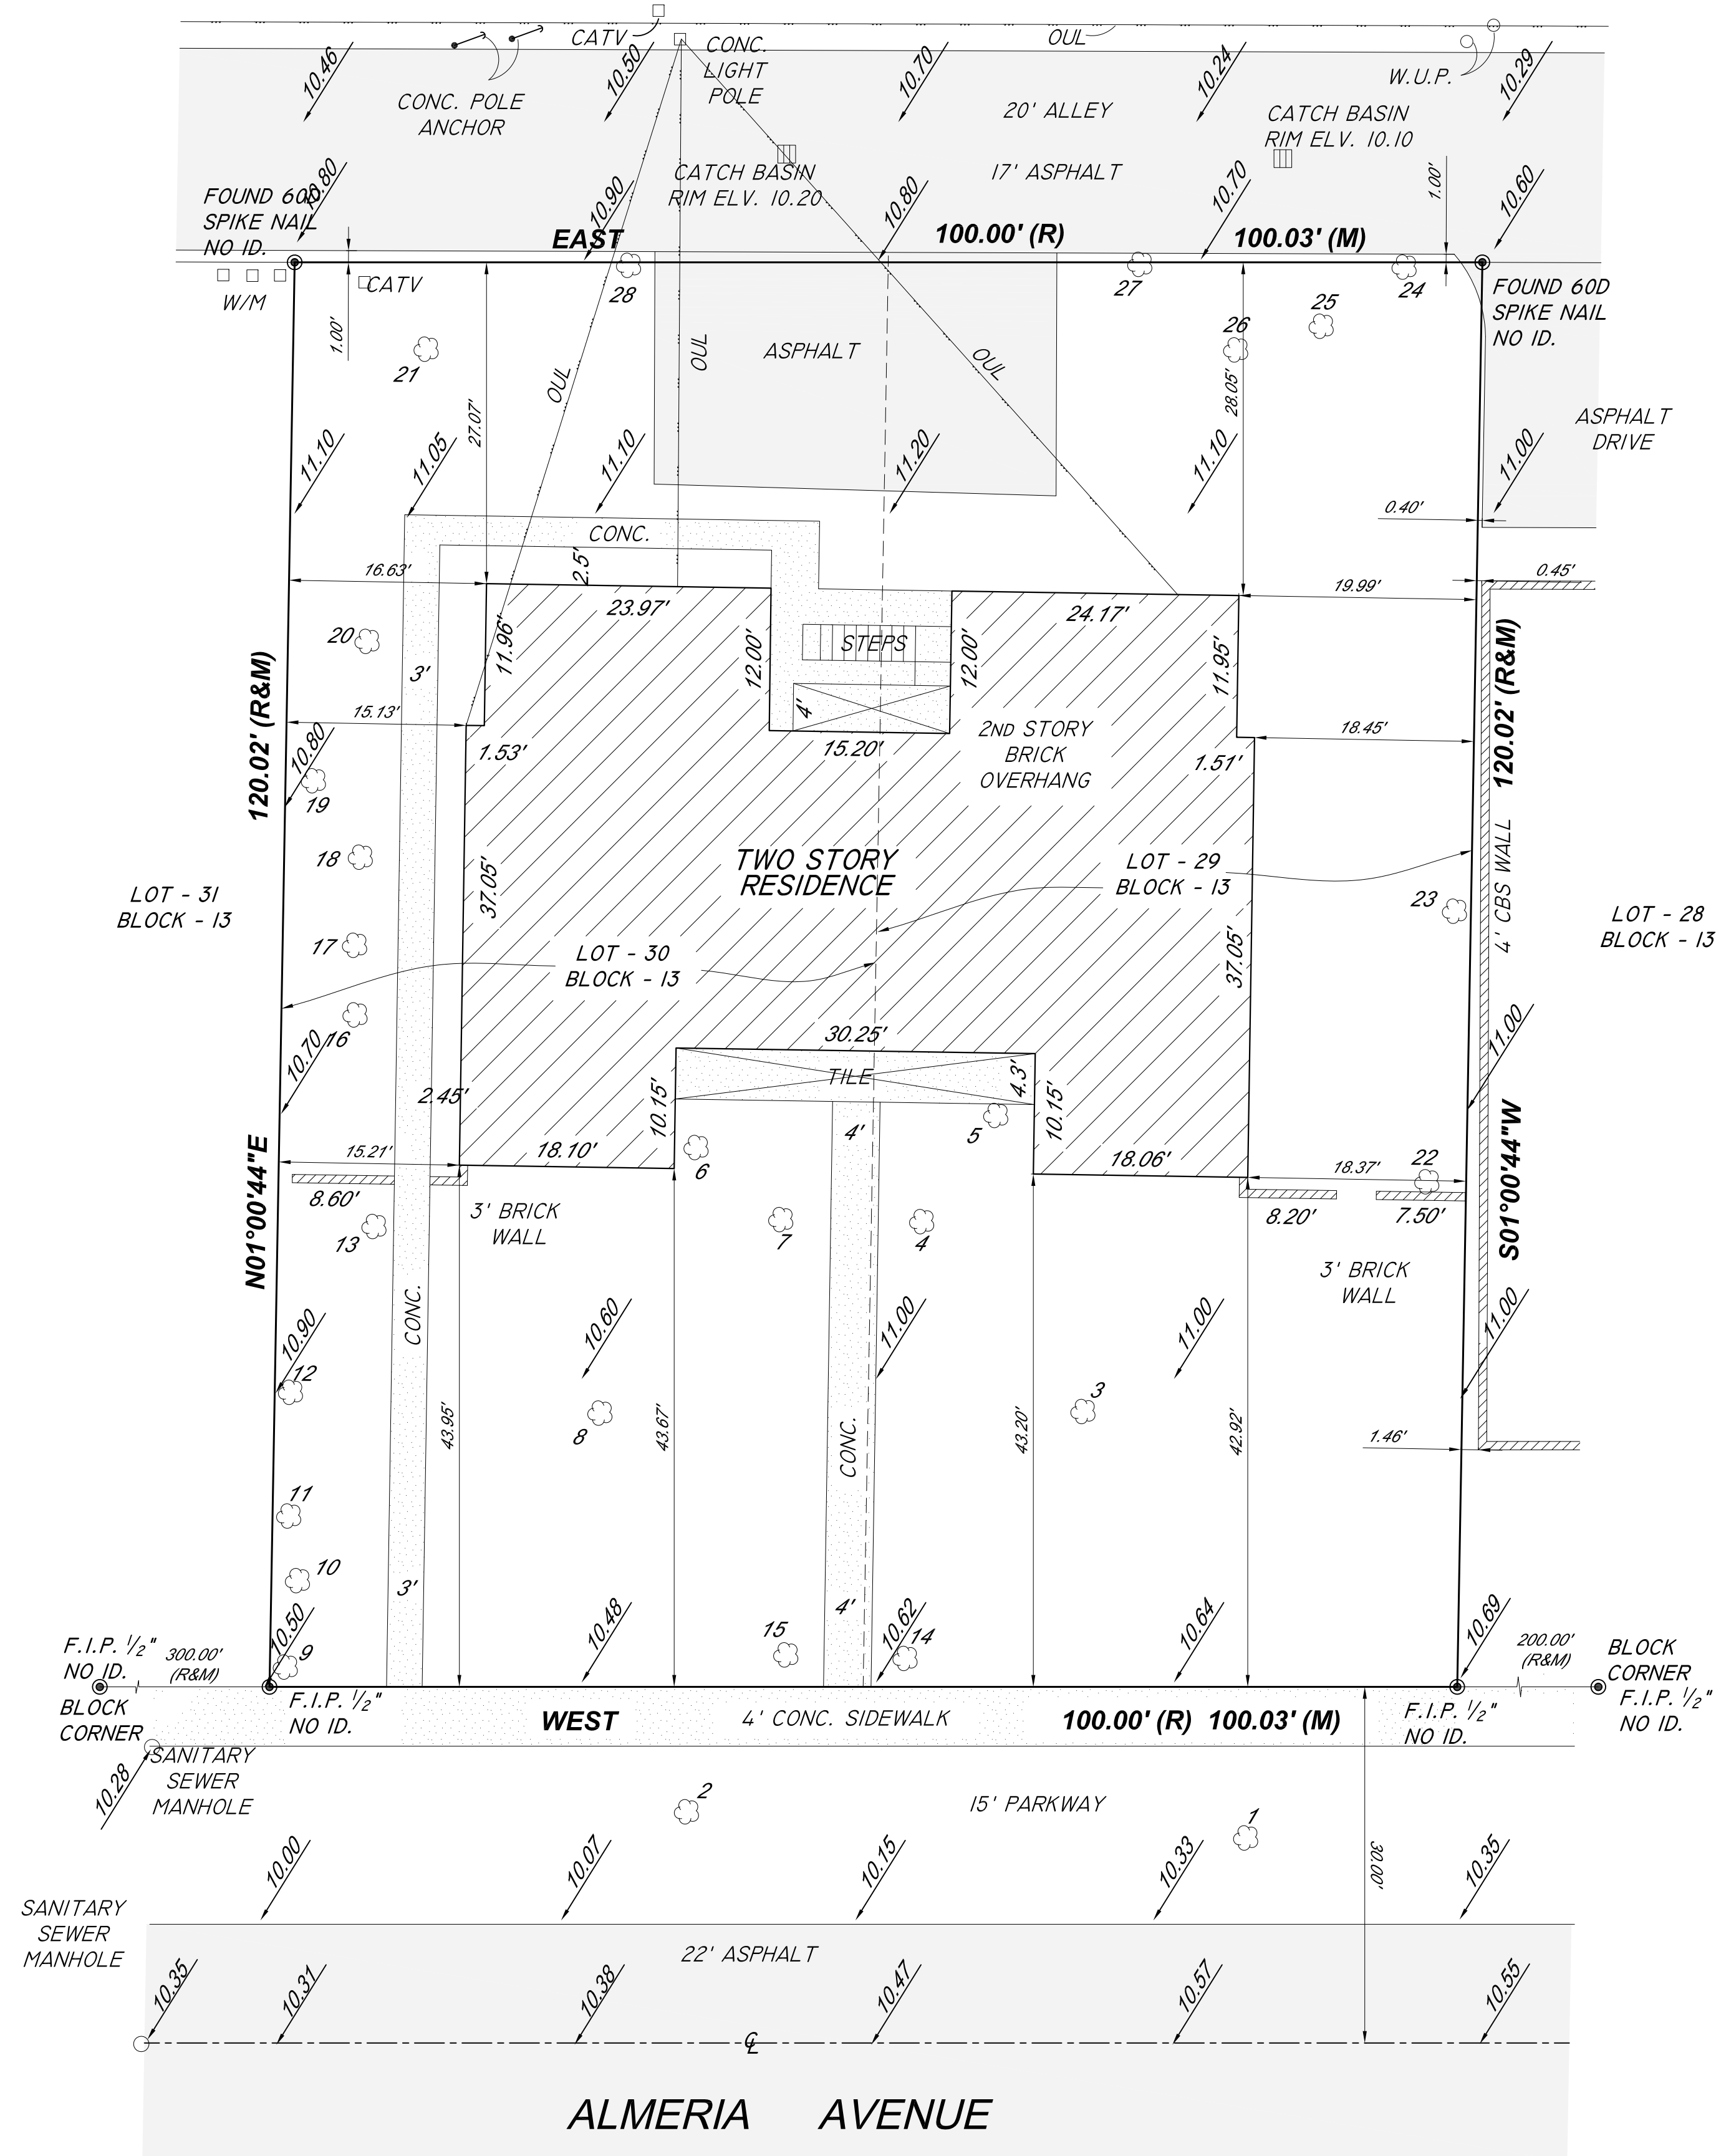 CATV
CONC.
LIGHT
POLE
OUL
W.U.P.
10.46
10.50
10.70
10.24
10.29
CONC. POLE
ANCHOR
20' ALLEY
CATCH BASIN
RIM ELV. 10.10
CATCH BASIN
RIM ELV. 10.20
17' ASPHALT
1.00'
10.80
10.90
10.80
10.70
10.60
FOUND 60D
SPIKE NAIL
NO ID.
EAST
100.00' (R)
100.03' (M)
W/M
CATV
28
27
24
25
26
FOUND 60D
SPIKE NAIL
NO ID.
1.00'
21
27.07'
OUL
OUL
ASPHALT
OUL
28.05'
ASPHALT
DRIVE
11.10
11.05
11.10
11.20
11.10
11.00
0.40'
CONC.
2.5'
16.63'
19.99'
0.45'
23.97'
24.17'
20
3'
11.96'
12.00'
STEPS
12.00'
11.95'
120.02' (R&M)
120.02' (R&M)
15.13'
4'
18.45'
1.53'
15.20'
2ND STORY
BRICK
OVERHANG
1.51'
10.80
19
18
TWO STORY
RESIDENCE
LOT - 29
BLOCK - 13
37.05'
4' CBS WALL
LOT - 31
BLOCK - 13
23
LOT - 28
BLOCK - 13
17
LOT - 30
BLOCK - 13
37.05'
16
10.70
30.25'
11.00
TILE
4.3'
2.45'
10.15'
10.15'
4'
5
6
15.21'
18.10'
18.06'
18.37'
22
N01°00'44"E
S01°00'44"W
8.60'
3' BRICK
WALL
8.20'
7.50'
13
7
4
3' BRICK
WALL
CONC.
10.90
10.60
11.00
11.00
11.00
12
3
8
43.95'
43.67'
CONC.
43.20'
42.92'
1.46'
11
10
3'
4'
10.50
10.48
10.62
10.64
10.69
15
14
9
F.I.P. 1/2"
NO ID.
300.00'
(R&M)
200.00'
(R&M)
BLOCK
CORNER
BLOCK
CORNER
F.I.P. 1/2"
NO ID.
F.I.P. 1/2"
NO ID.
F.I.P. 1/2"
NO ID.
WEST
4' CONC. SIDEWALK
100.00' (R)
100.03' (M)
SANITARY
SEWER
MANHOLE
10.28
2
15' PARKWAY
1
10.00
10.07
10.15
10.33
30.00'
10.35
SANITARY
SEWER
MANHOLE
22' ASPHALT
10.35
10.31
10.38
10.47
10.57
10.55
℄
ALMERIA AVENUE